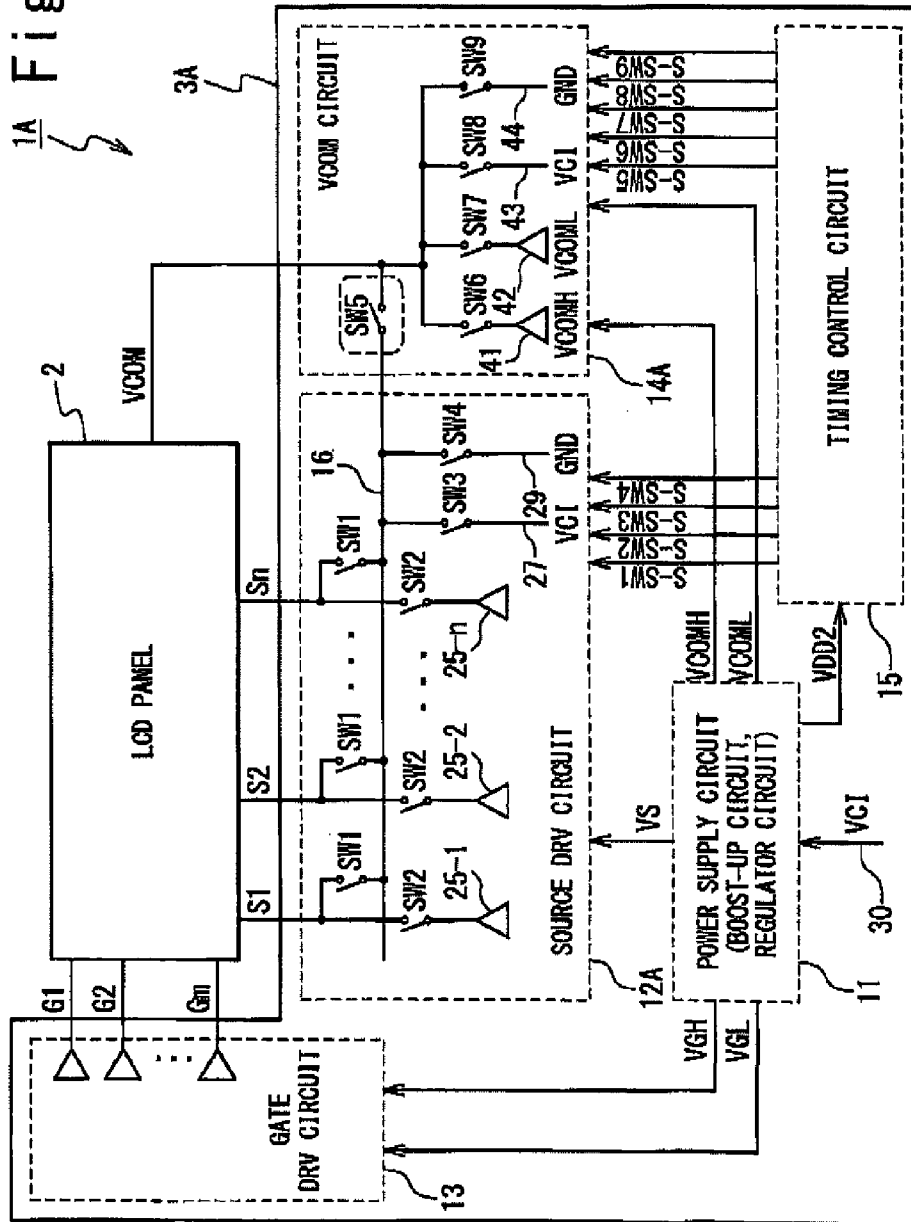 Fig
1A
3A
2
LCD PANEL
VCOM
G1
G2
Gm
S1
S2
Sn
GATE
DRV CIRCUIT
13
SW1
SW1
SW1
16
SW2
SW2
SW2
25-1
25-2
25-n
SW3
SW4
27
29
VCI
GND
SOURCE DRV CIRCUIT
12A
VCOM CIRCUIT
SW5
SW6
SW7
SW8
SW9
41
42
43
44
VCOMH
VCOML
VCI
GND
14A
VGH
VGL
VS
POWER SUPPLY CIRCUIT
(BOOST-UP CIRCUIT,
REGULATOR CIRCUIT)
11
VCI
30
VCOMH
VCOML
VDD2
S-SW1
S-SW2
S-SW3
S-SW4
S-SW5
S-SW6
S-SW7
S-SW8
S-SW9
TIMING CONTROL CIRCUIT
15